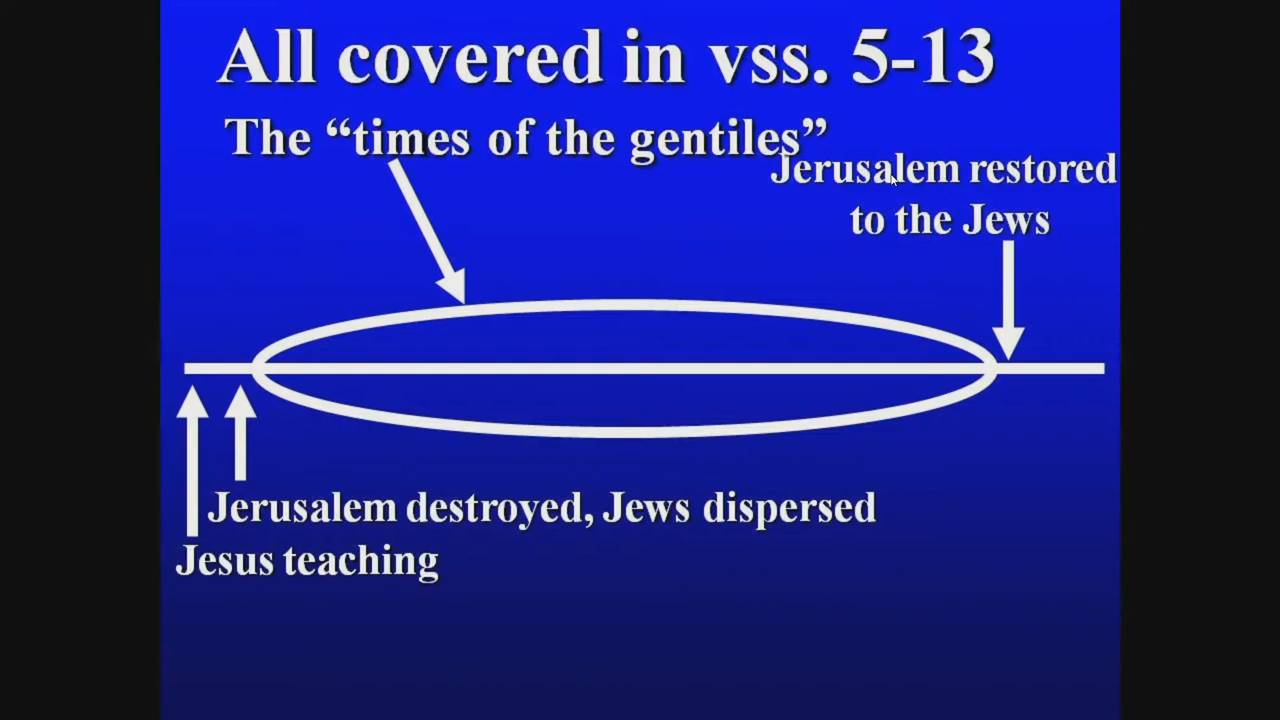 All covered in vss. 5-13
The “times of the gentiles”
Jerusalem restored
to the Jews
Jerusalem destroyed, Jews dispersed
Jesus teaching